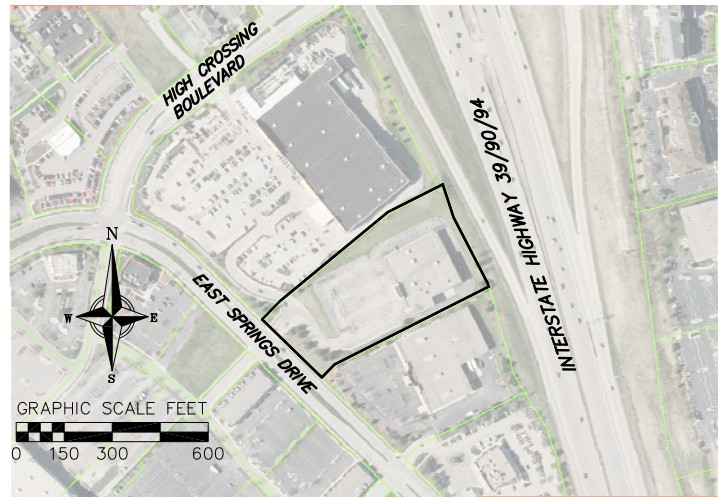 HIGH CROSSING
BOULEVARD
INTERSTATE HIGHWAY 39/90/94
EAST SPRINGS DRIVE
N
W E
S
GRAPHIC SCALE FEET
0 150 300 600